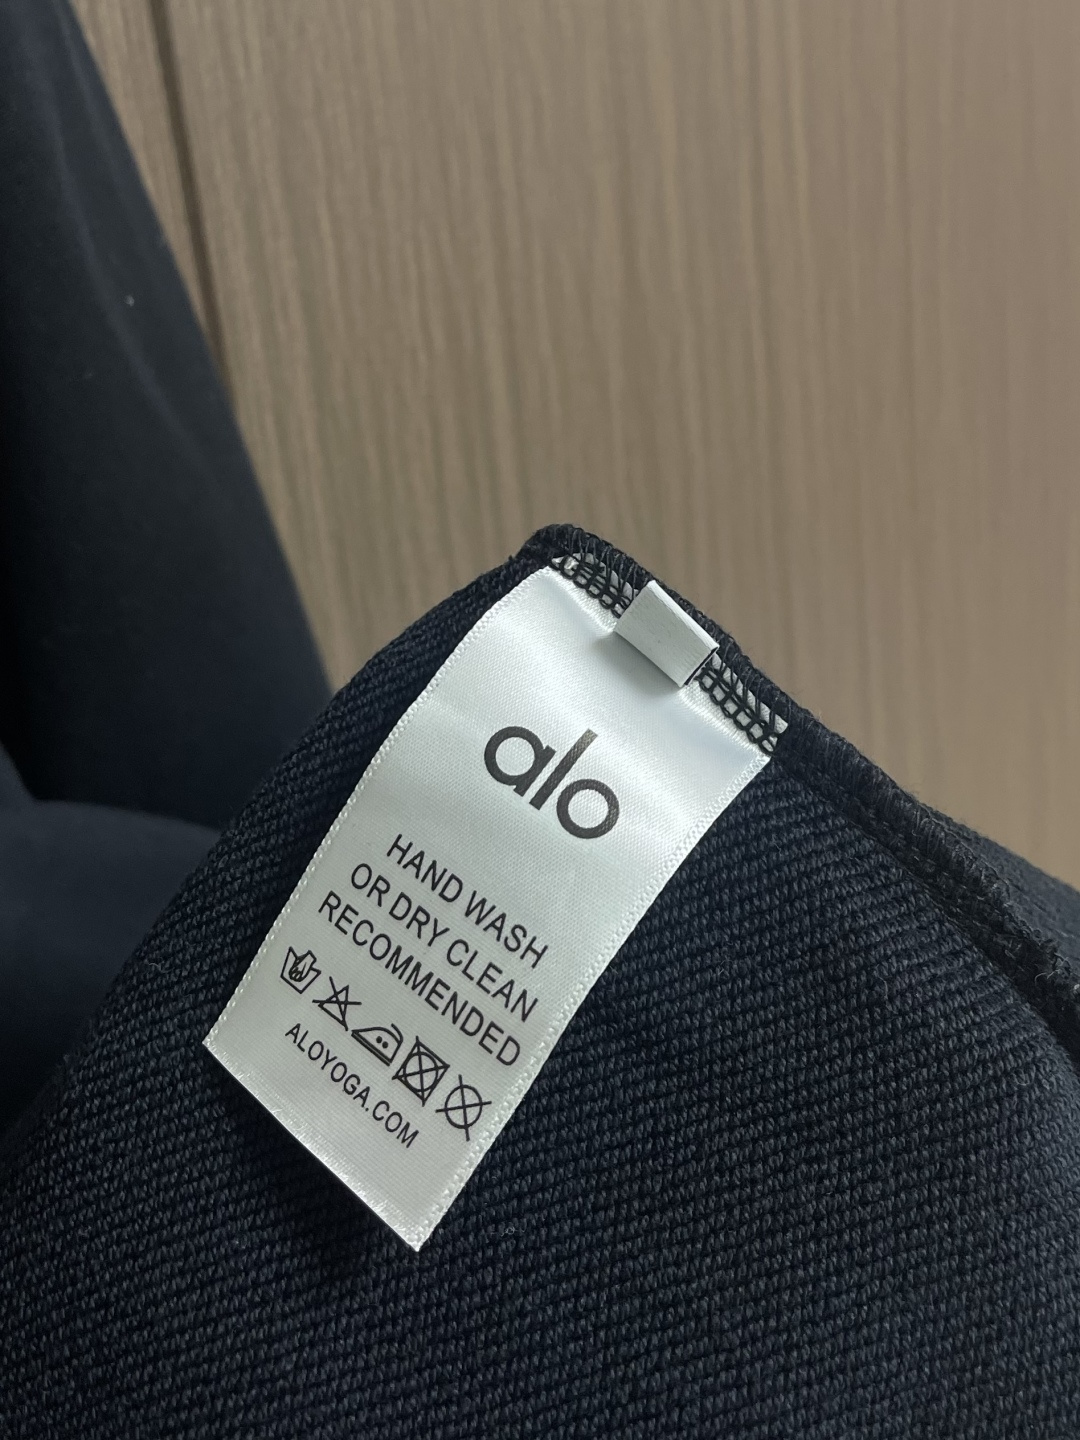 alo
HAND WASH
OR DRY CLEAN
RECOMMENDED
ALOYOGA.COM